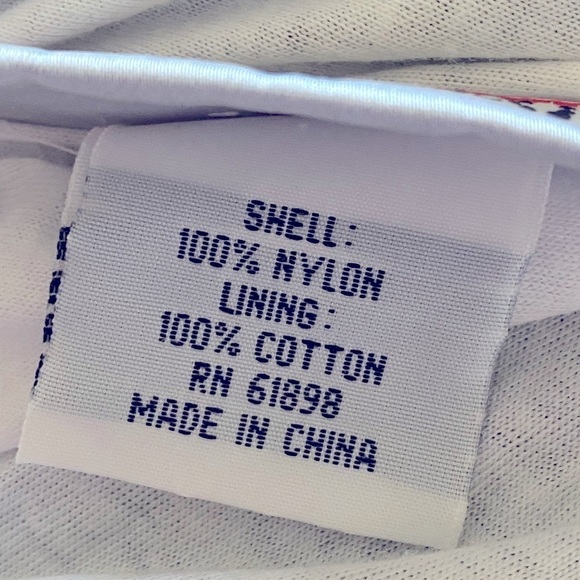 SHELL:
100% NYLON
LINING:
100% COTTON
RN 61898
MADE IN CHINA